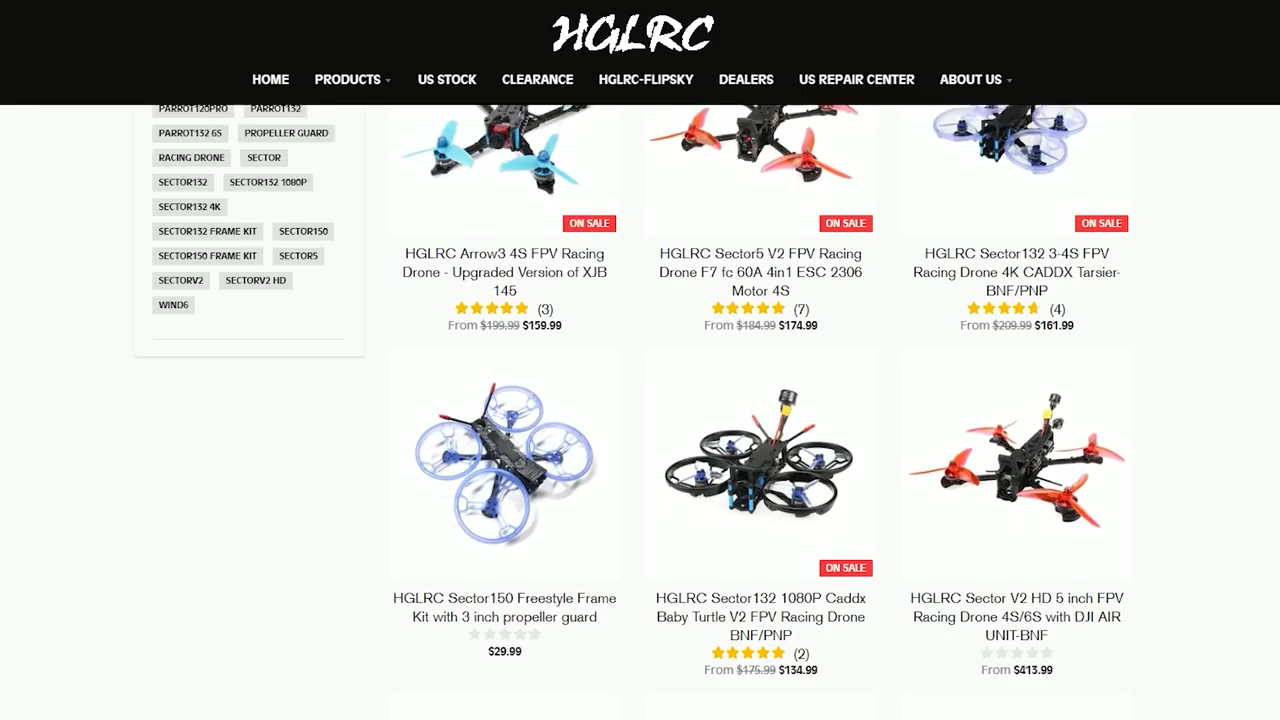 HGLRC
HOME PRODUCTS US STOCK CLEARANCE HGLRC-FLIPSKY DEALERS US REPAIR CENTER ABOUT US
PARROT120PRO PARROT132
PARROT132 6S PROPELLER GUARD
RACING DRONE SECTOR
SECTOR132 SECTOR132 1080P
SECTOR132 4K
SECTOR132 FRAME KIT SECTOR150
SECTOR150 FRAME KIT SECTOR5
SECTORV2 SECTORV2 HD
WIND6
ON SALE
HGLRC Arrow3 4S FPV Racing
Drone - Upgraded Version of XJB
145
(3)
From $199.99 $159.99
ON SALE
HGLRC Sector5 V2 FPV Racing
Drone F7 fc 60A 4in1 ESC 2306
Motor 4S
(7)
From $184.99 $174.99
ON SALE
HGLRC Sector132 3-4S FPV
Racing Drone 4K CADDX Tarsier-
BNF/PNP
(4)
From $209.99 $161.99
HGLRC Sector150 Freestyle Frame
Kit with 3 inch propeller guard
$29.99
ON SALE
HGLRC Sector132 1080P Caddx
Baby Turtle V2 FPV Racing Drone
BNF/PNP
(2)
From $175.99 $134.99
HGLRC Sector V2 HD 5 inch FPV
Racing Drone 4S/6S with DJI AIR
UNIT-BNF
From $413.99